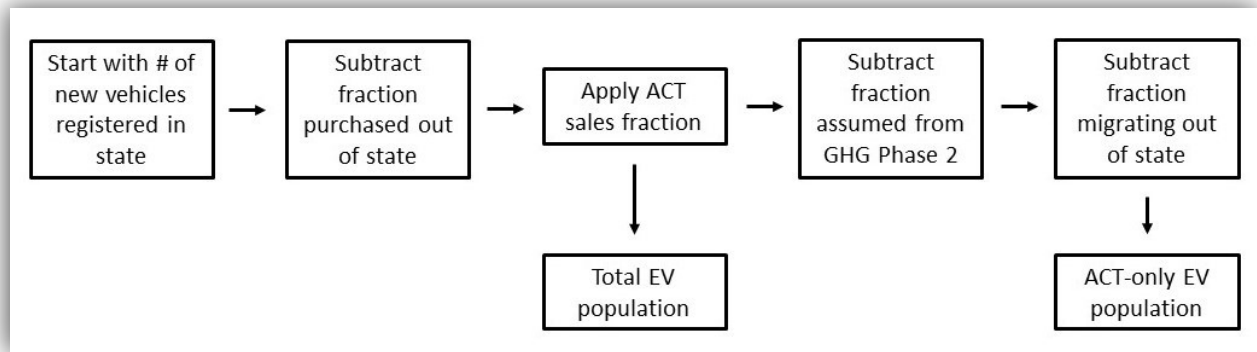 Start with # of
new vehicles
registered in
state
Subtract
fraction
purchased out
of state
Apply ACT
sales fraction
Subtract
fraction
assumed from
GHG Phase 2
Subtract
fraction
migrating out
of state
Total EV
population
ACT-only EV
population